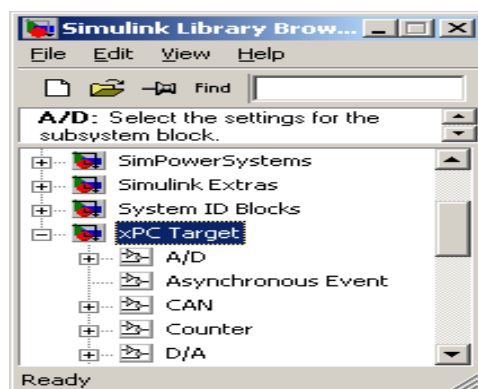 Simulink Library Brow...
File Edit View Help
Find
A/D: Select the settings for the
subsystem block.
SimPowerSystems
Simulink Extras
System ID Blocks
xPC Target
A/D
Asynchronous Event
CAN
Counter
D/A
Ready